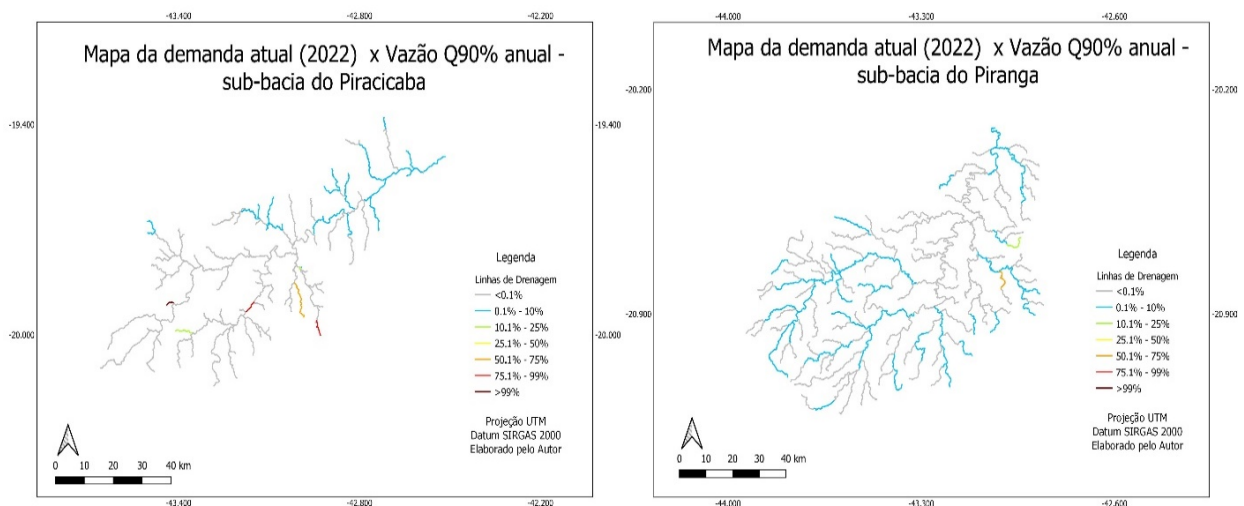 -43.400
-42.800
-42.200
Mapa da demanda atual (2022) x Vazão Q90% anual -
sub-bacia do Piracicaba
-19.400
-19.400
-20.000
-20.000
Legenda
Linhas de Drenagem
<0.1%
0.1% - 10%
10.1% - 25%
25.1% - 50%
50.1% - 75%
75.1% - 99%
>99%
Projeção UTM
Datum SIRGAS 2000
Elaborado pelo Autor
0 10 20 30 40 km
-43.400
-42.800
-42.200
-44.000
-43.300
-42.600
Mapa da demanda atual (2022) x Vazão Q90% anual -
sub-bacia do Piranga
-20.200
-20.200
-20.900
-20.900
Legenda
Linhas de Drenagem
<0.1%
0.1% - 10%
10.1% - 25%
25.1% - 50%
50.1% - 75%
75.1% - 99%
>99%
Projeção UTM
Datum SIRGAS 2000
Elaborado pelo Autor
0 10 20 30 40 km
-44.000
-43.300
-42.600